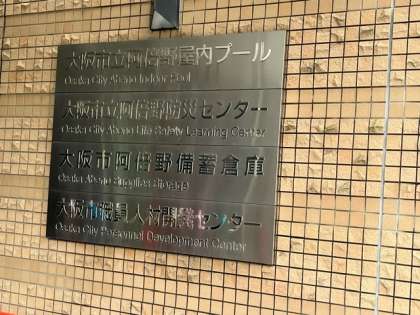 大阪市立阿倍野屋内プール
Osaka City Abeno Indoor Pool
大阪市立阿倍野防災センター
Osaka City Abeno Life Safety Learning Center
大阪市阿倍野備蓄倉庫
Osaka Abeno Supplies Storage
大阪市職員人材開発センター
Osaka City Personnel Development Center